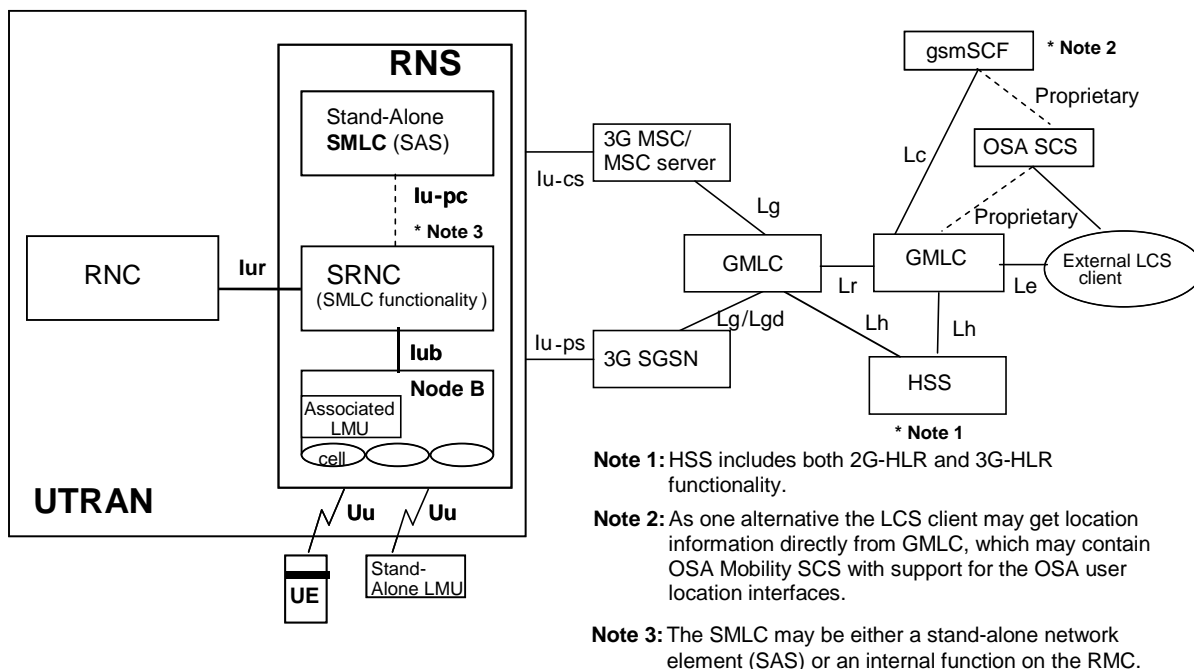 RNS
Stand-Alone
SMLC (SAS)
Iu-pc
* Note 3
RNC
Iur
SRNC
(SMLC functionality)
Iub
Node B
Associated
LMU
cell
UTRAN
Uu
Uu
UE
Stand-
Alone LMU
Iu-cs
3G MSC/
MSC server
Lg
GMLC
Lg/Lgd
Iu-ps
3G SGSN
gsmSCF
* Note 2
Proprietary
OSA SCS
Lc
Proprietary
GMLC
Lr
Le
External LCS
client
Lh
Lh
HSS
* Note 1
Note 1: HSS includes both 2G-HLR and 3G-HLR
functionality.
Note 2: As one alternative the LCS client may get location
information directly from GMLC, which may contain
OSA Mobility SCS with support for the OSA user
location interfaces.
Note 3: The SMLC may be either a stand-alone network
element (SAS) or an internal function on the RMC.